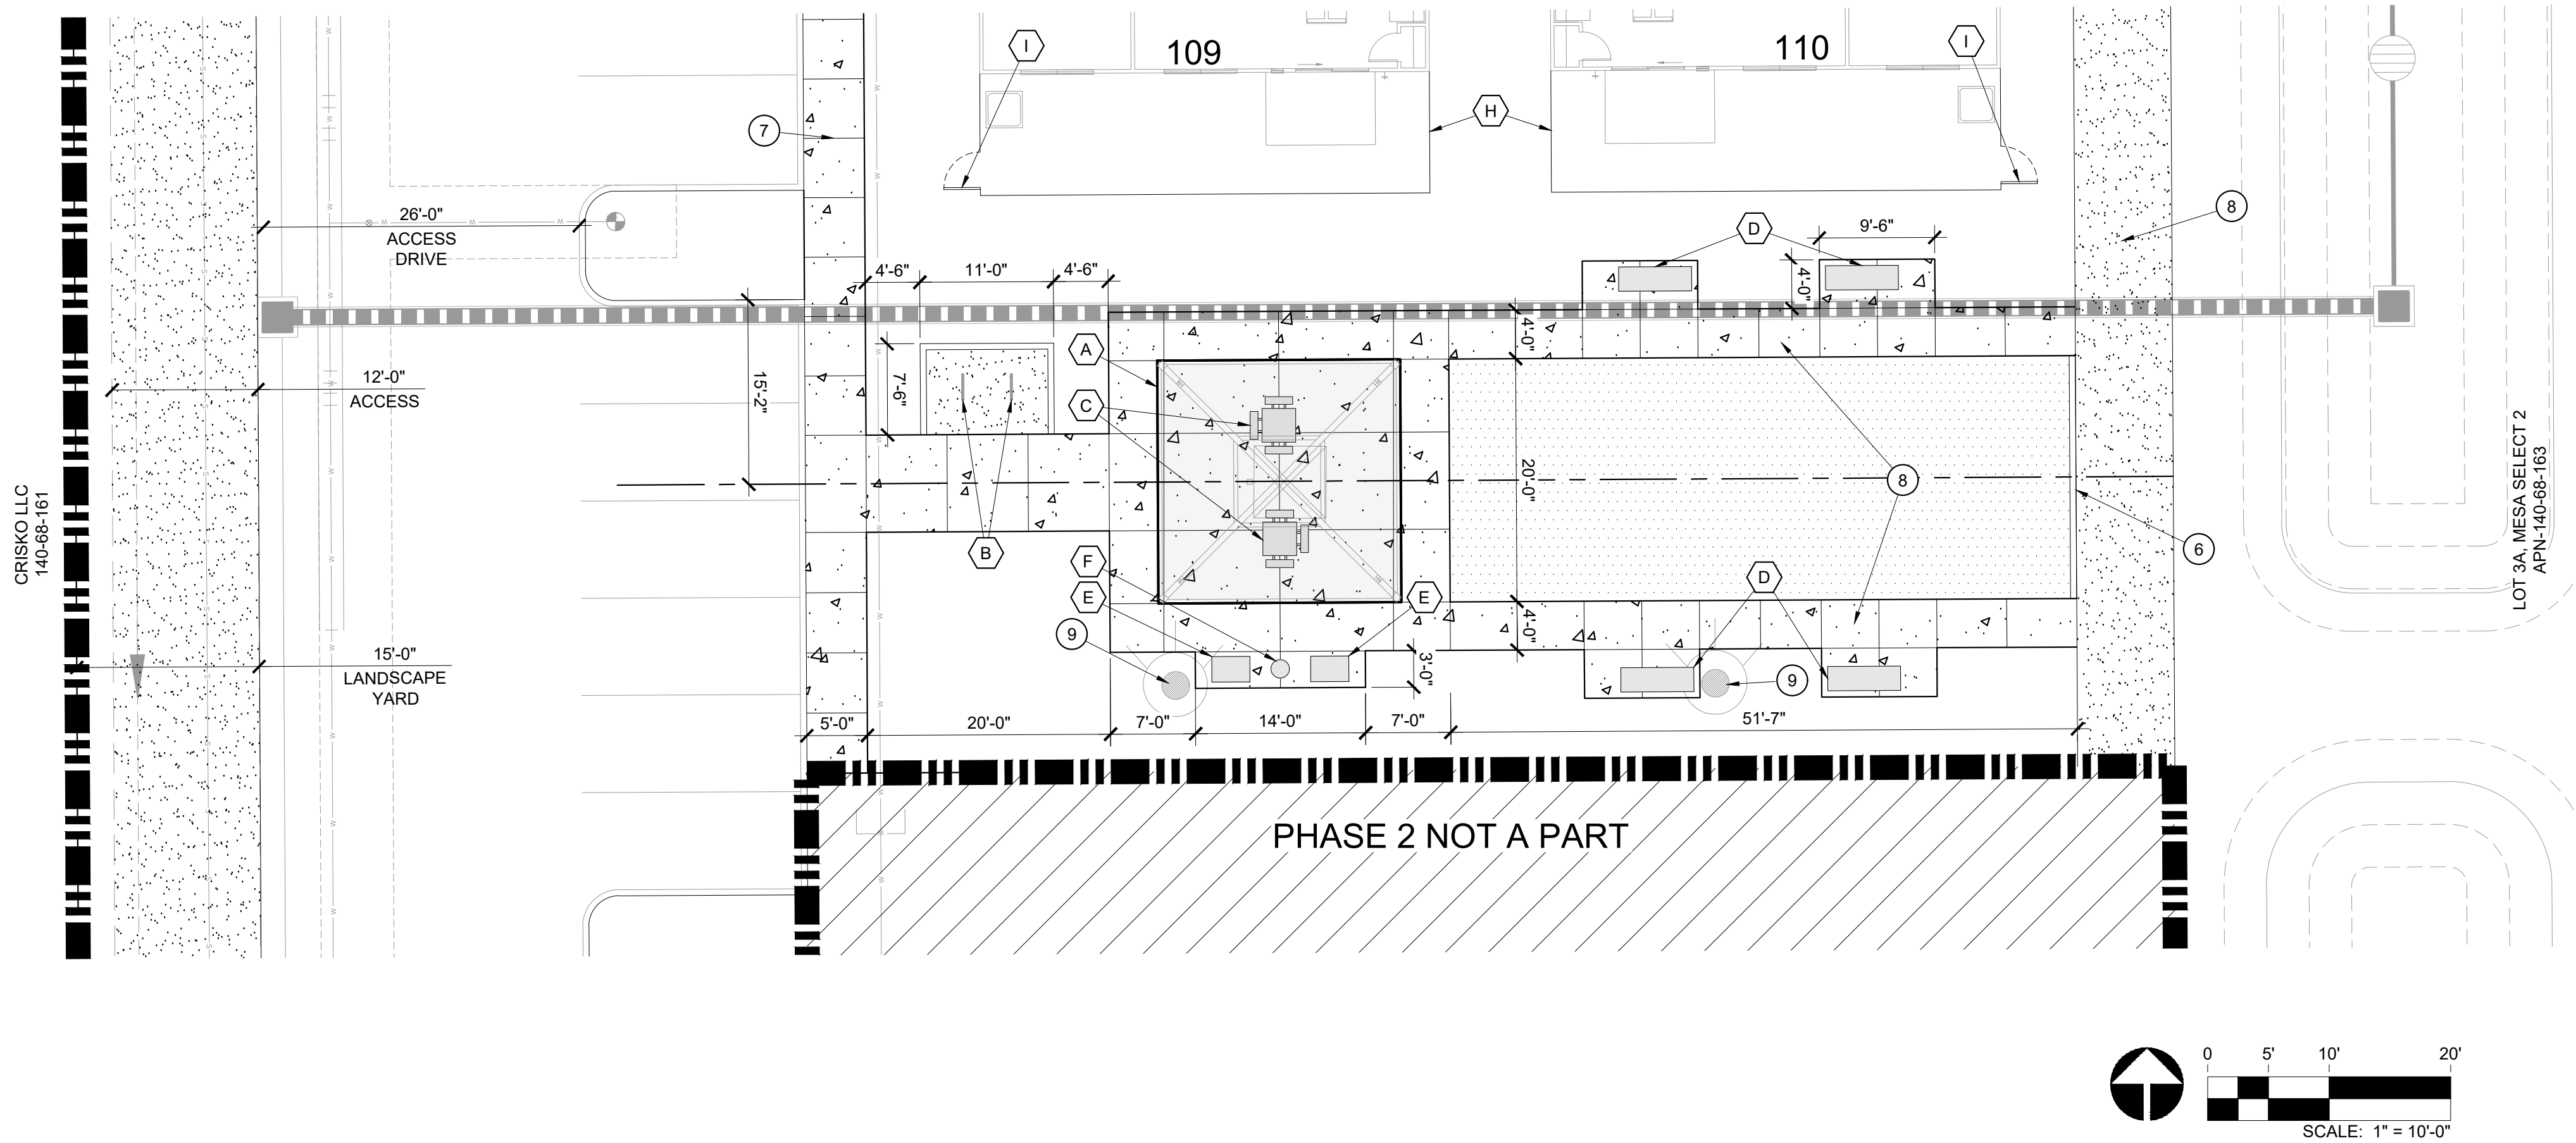 109
110
I
I
H
7
8
26'-0"
ACCESS
DRIVE
D
9'-6"
4'-6"
11'-0"
4'-6"
4'-0"
4'-0"
A
7'-6"
15'-2"
12'-0"
ACCESS
C
20'-0"
8
CRISKO LLC
140-68-161
LOT 3A, MESA SELECT 2
APN-140-68-163
B
F
6
E
E
D
9
4'-0"
3'-0"
9
15'-0"
LANDSCAPE
YARD
5'-0"
20'-0"
7'-0"
14'-0"
7'-0"
51'-7"
PHASE 2 NOT A PART
0
5'
10'
20'
SCALE: 1" = 10'-0"